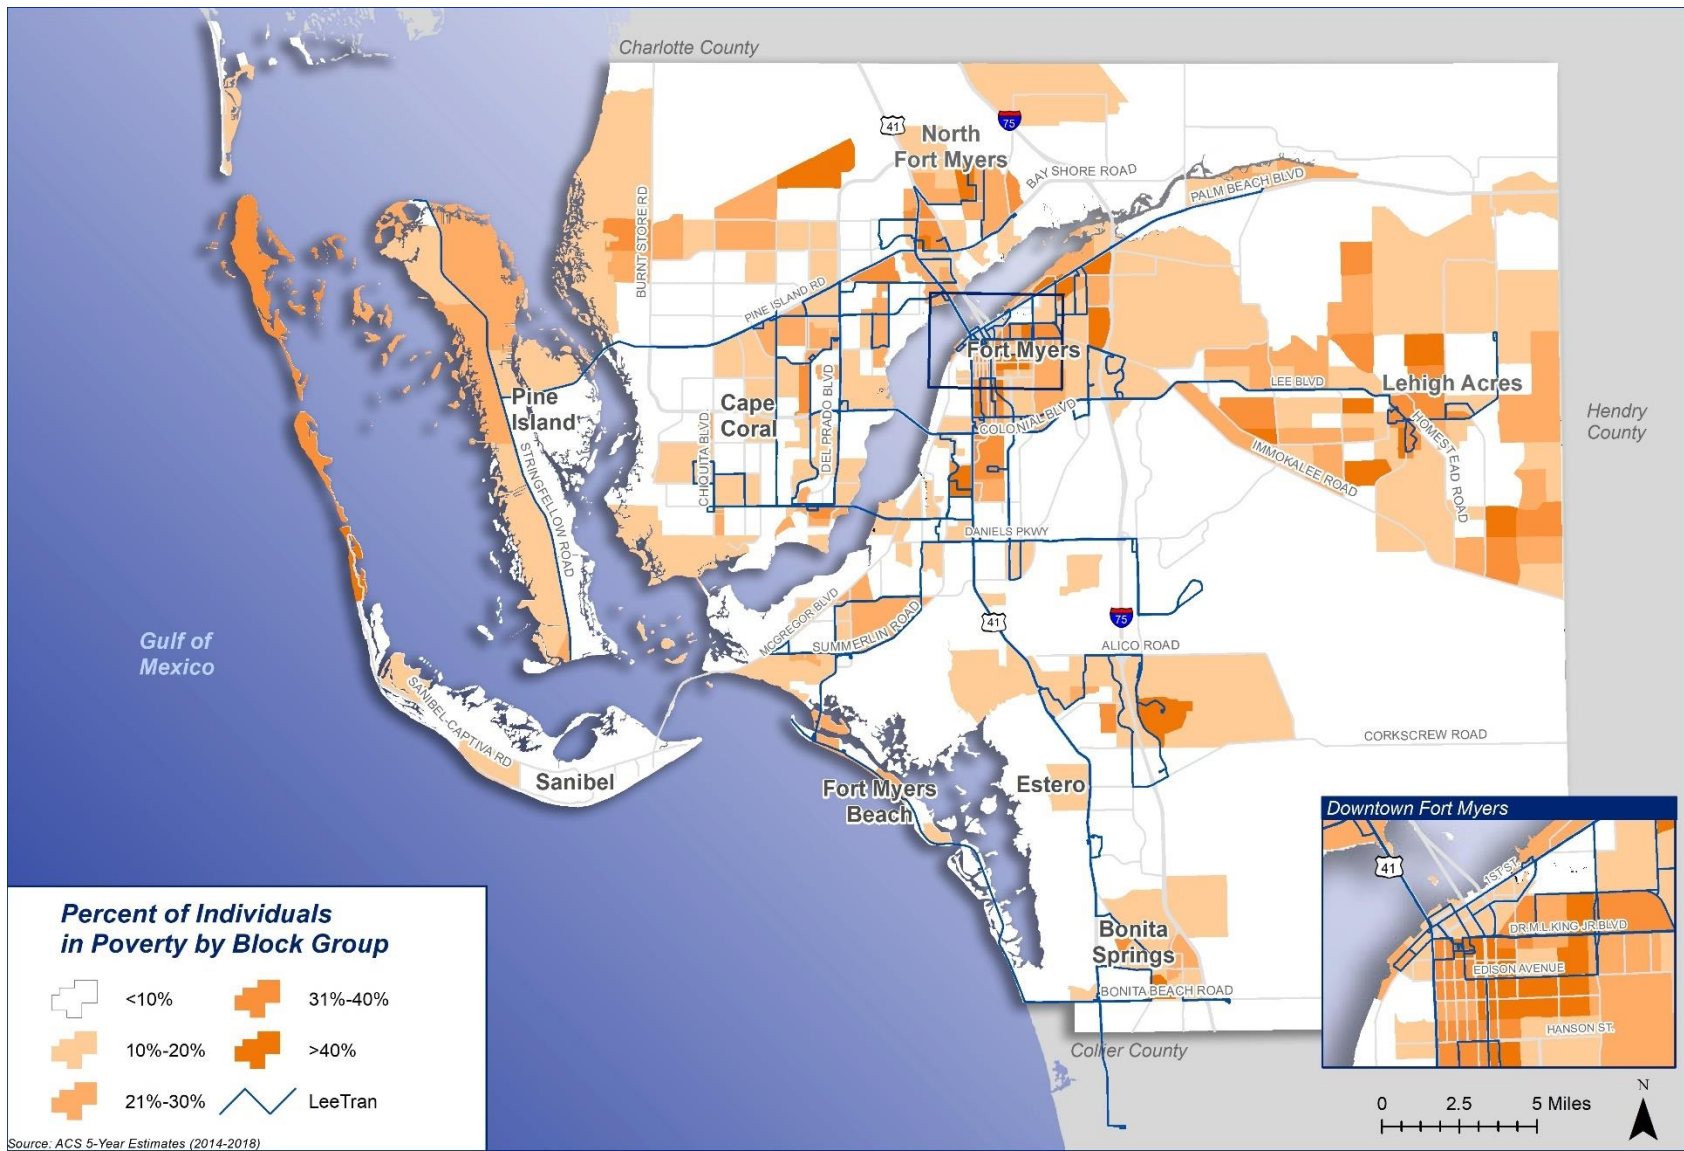 Charlotte County
41
75
North
Fort Myers
BAY SHORE ROAD
PALM BEACH BLVD
BURNT STORE RD
PINE ISLAND RD
Fort Myers
LEE BLVD
Lehigh Acres
Hendry
County
Pine
Island
Cape
Coral
CHIQUITA BLVD
DEL PRADO BLVD
COLONIAL BLVD
HOMESTEAD ROAD
IMMOKALEE ROAD
STRINGFELLOW ROAD
DANIELS PKWY
MCGREGOR BLVD
SUMMERLIN ROAD
41
75
ALICO ROAD
Gulf of
Mexico
SANIBEL-CAPTIVA RD
Sanibel
CORKSCREW ROAD
Fort Myers
Beach
Estero
Bonita
Springs
BONITA BEACH ROAD
Collier County
Downtown Fort Myers
41
1ST ST.
DR.M.L.KING JR.BLVD
EDISON AVENUE
HANSON ST.
Percent of Individuals
in Poverty by Block Group
<10%
31%-40%
10%-20%
>40%
21%-30%
LeeTran
Source: ACS 5-Year Estimates (2014-2018)
N
0 2.5 5 Miles